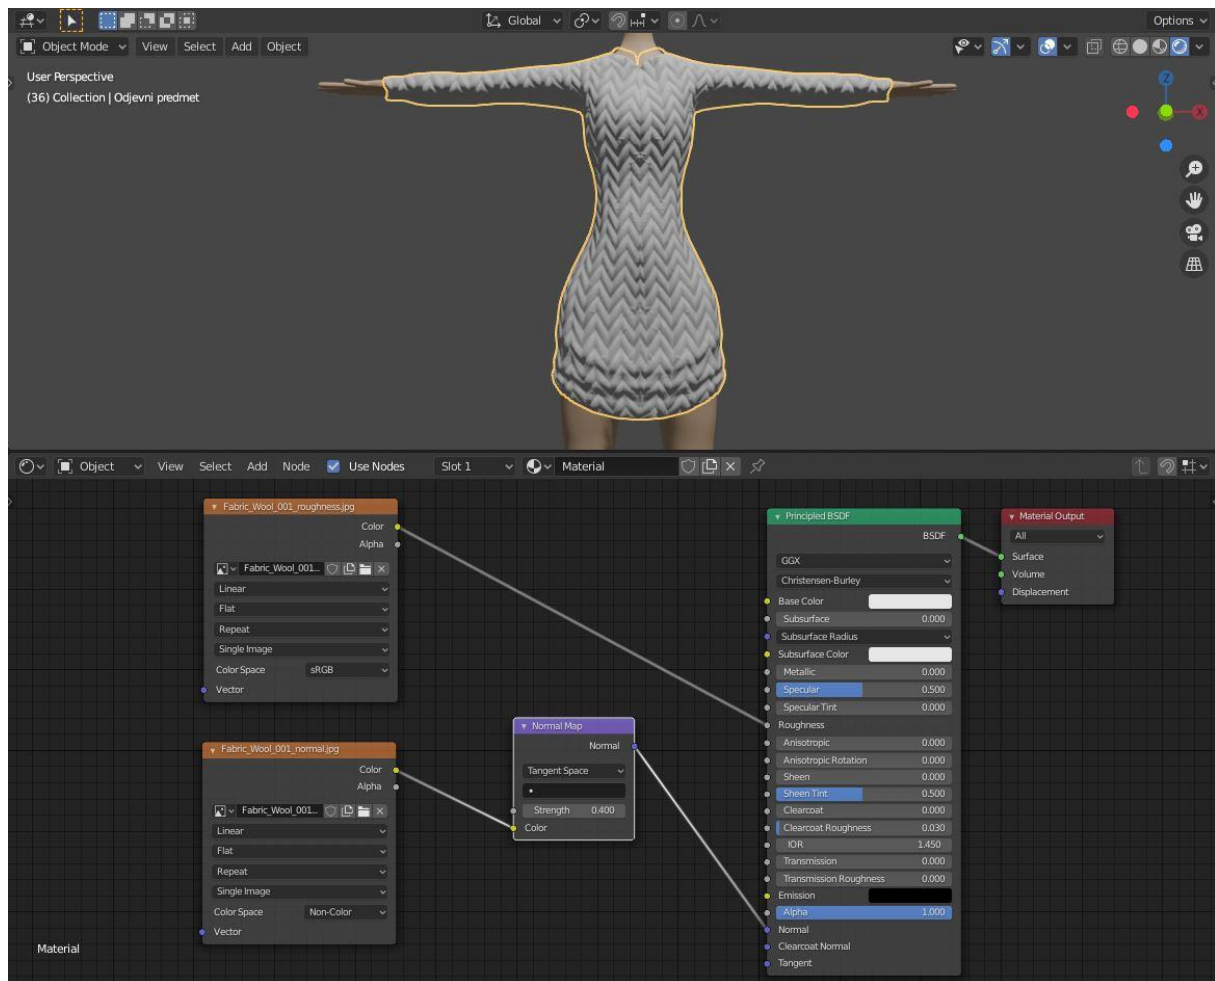 Global
Options
Object Mode View Select Add Object
User Perspective
(36) Collection | Odjevni predmet
Z
X
Object View Select Add Node Use Nodes Slot 1 Material
Fabric_Wool_001_roughness.jpg
Color
Alpha
Fabric_Wool_001...
Linear
Flat
Repeat
Single Image
Color Space sRGB
Vector
Fabric_Wool_001_normal.jpg
Color
Alpha
Fabric_Wool_001...
Linear
Flat
Repeat
Single Image
Color Space Non-Color
Vector
Normal Map
Normal
Tangent Space
Strength 0.400
Color
Principled BSDF
BSDF
GGX
Christensen-Burley
Base Color
Subsurface 0.000
Subsurface Radius
Subsurface Color
Metallic 0.000
Specular 0.500
Specular Tint 0.000
Roughness
Anisotropic 0.000
Anisotropic Rotation 0.000
Sheen 0.000
Sheen Tint 0.500
Clearcoat 0.000
Clearcoat Roughness 0.030
IOR 1.450
Transmission 0.000
Transmission Roughness 0.000
Emission
Alpha 1.000
Normal
Clearcoat Normal
Tangent
Material Output
All
Surface
Volume
Displacement
Material